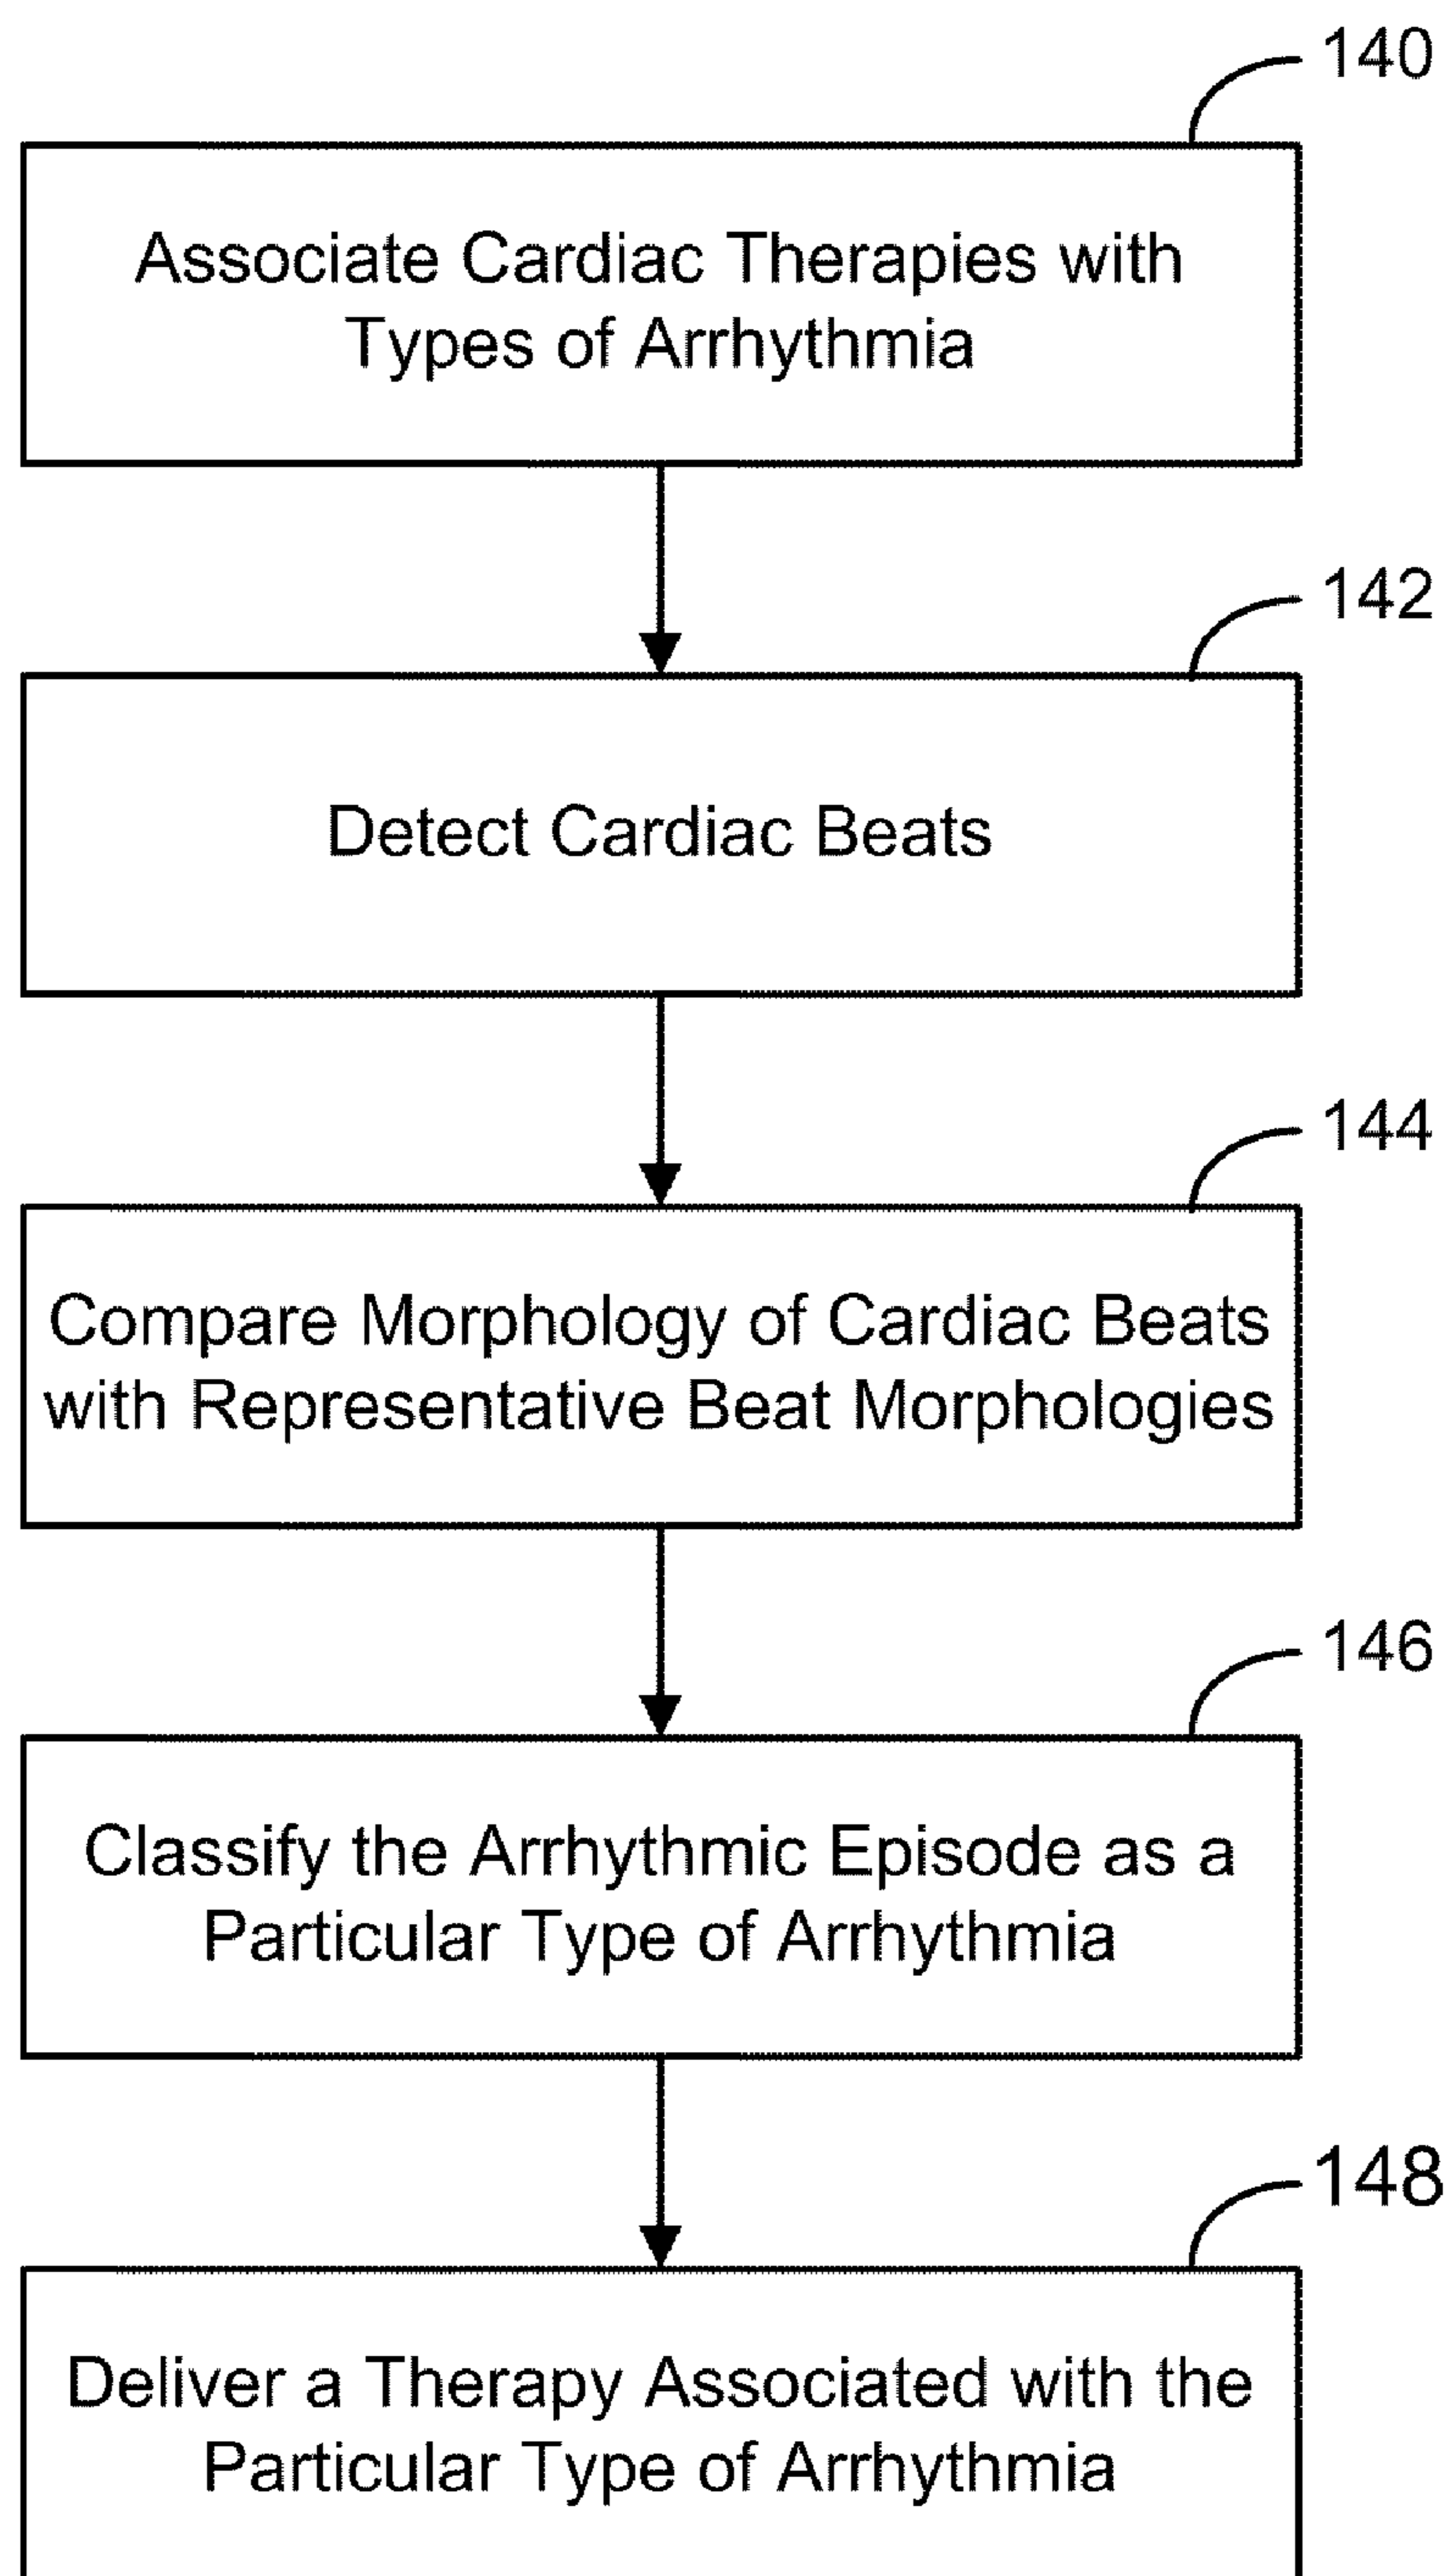 140
Associate Cardiac Therapies with
Types of Arrhythmia
142
Detect Cardiac Beats
144
Compare Morphology of Cardiac Beats
with Representative Beat Morphologies
146
Classify the Arrhythmic Episode as a
Particular Type of Arrhythmia
148
Deliver a Therapy Associated with the
Particular Type of Arrhythmia